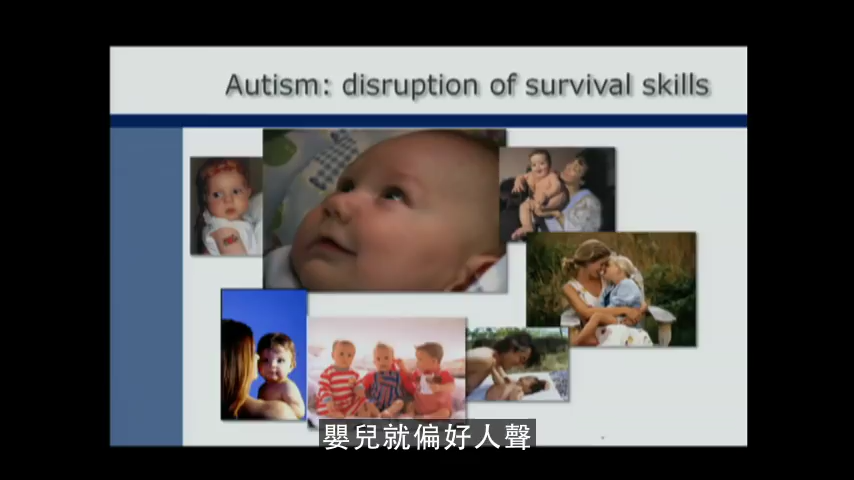 Autism: disruption of survival skills
嬰兒就偏好人聲